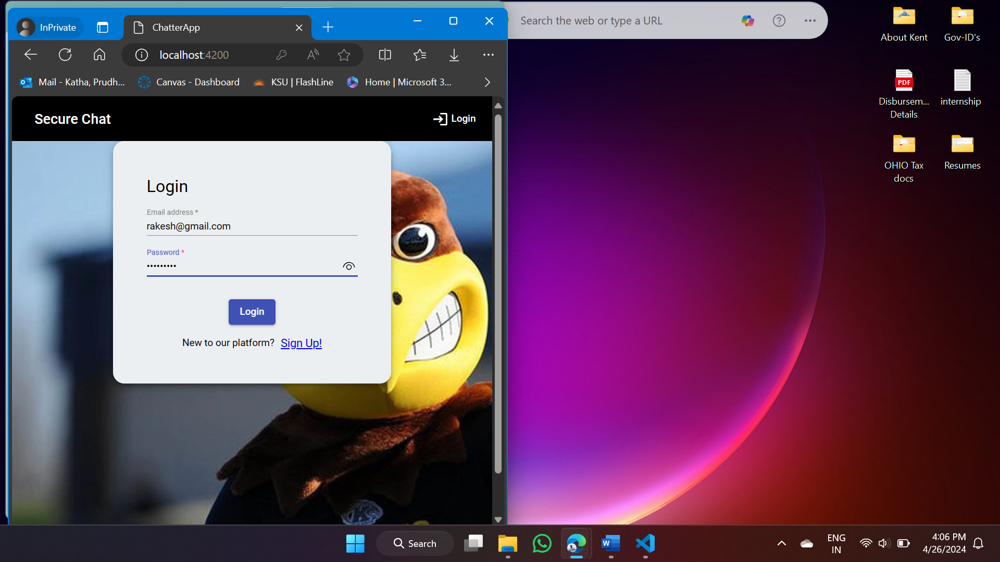 InPrivate
ChatterApp
Search the web or type a URL
localhost:4200
Mail - Katha, Prudh...
Canvas - Dashboard
KSU | FlashLine
Home | Microsoft 3...
Secure Chat
Login
Login
Email address *
rakesh@gmail.com
Password *
•••••••••
Login
New to our platform? Sign Up!
About Kent
Gov-ID's
PDF
Disbursem...
Details
internship
OHIO Tax
docs
Resumes
Search
ENG
IN
4:06 PM
4/26/2024